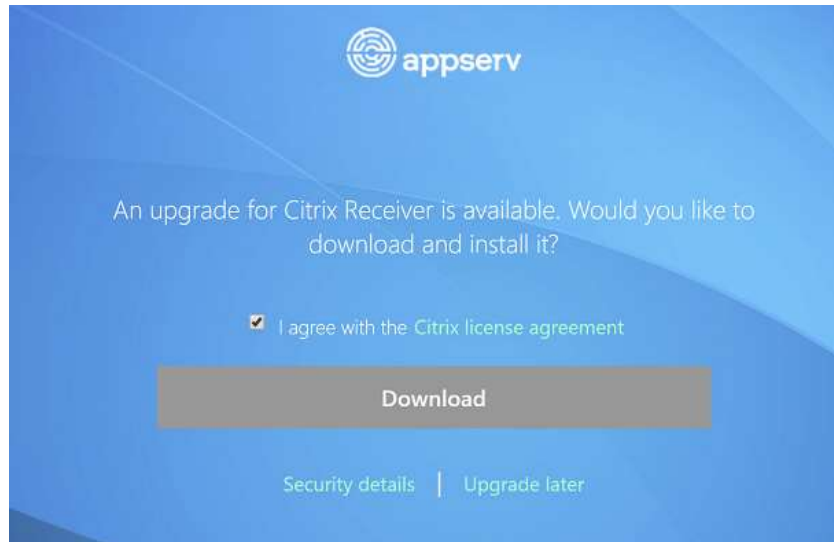 appserv
An upgrade for Citrix Receiver is available. Would you like to
download and install it?
I agree with the Citrix license agreement
Download
Security details | Upgrade later